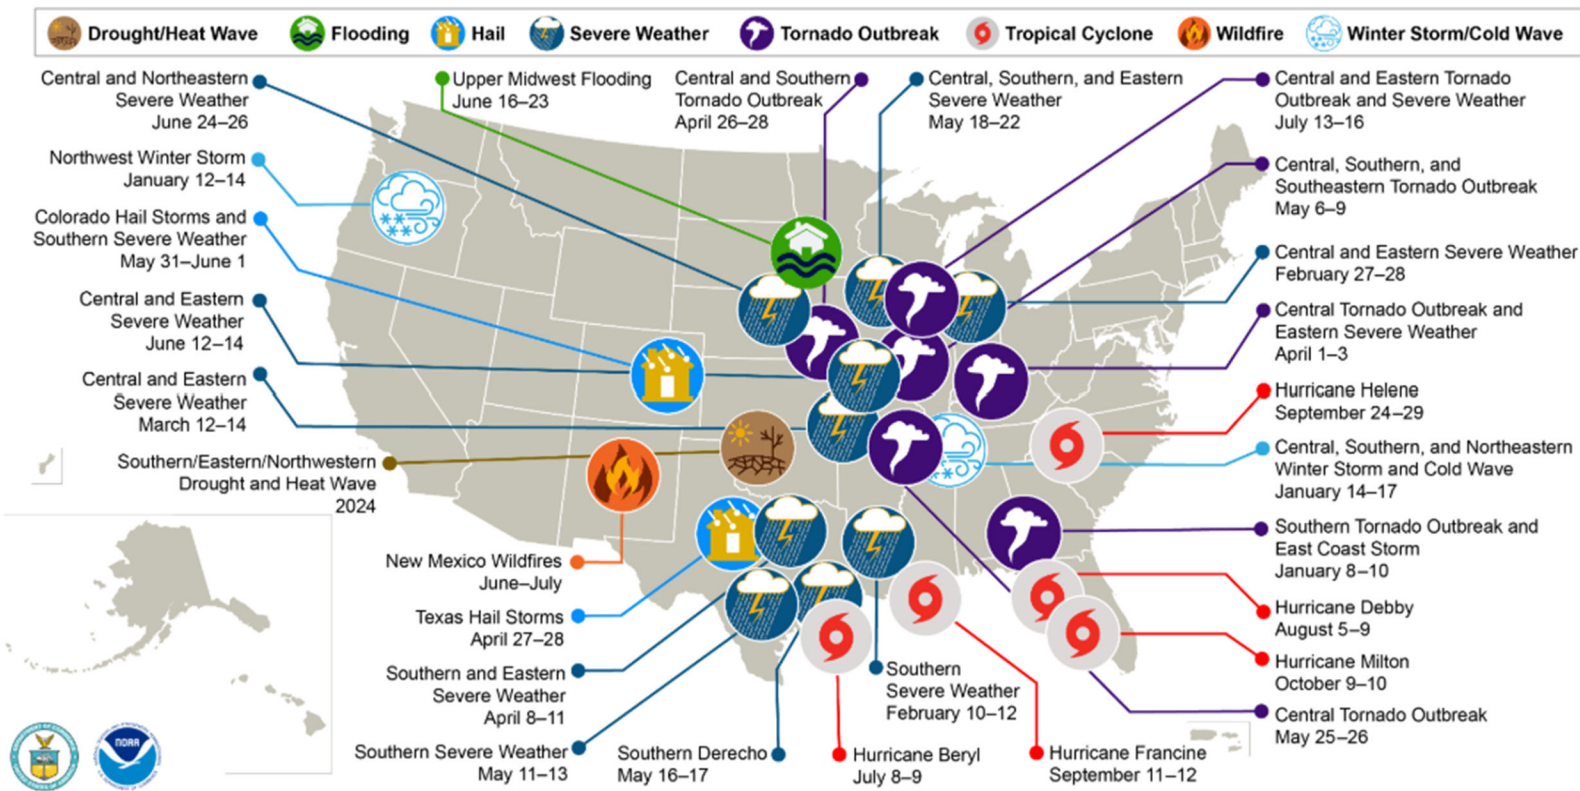 Drought/Heat Wave
Flooding
Hail
Severe Weather
Tornado Outbreak
Tropical Cyclone
Wildfire
Winter Storm/Cold Wave
Central and Northeastern
Severe Weather
June 24–26
Northwest Winter Storm
January 12–14
Colorado Hail Storms and
Southern Severe Weather
May 31–June 1
Central and Eastern
Severe Weather
June 12–14
Central and Eastern
Severe Weather
March 12–14
Southern/Eastern/Northwestern
Drought and Heat Wave
2024
New Mexico Wildfires
June–July
Texas Hail Storms
April 27–28
Southern and Eastern
Severe Weather
April 8–11
Southern Severe Weather
May 11–13
Upper Midwest Flooding
June 16–23
Central and Southern
Tornado Outbreak
April 26–28
Central, Southern, and Eastern
Severe Weather
May 18–22
Central and Eastern Tornado
Outbreak and Severe Weather
July 13–16
Central, Southern, and
Southeastern Tornado Outbreak
May 6–9
Central and Eastern Severe Weather
February 27–28
Central Tornado Outbreak and
Eastern Severe Weather
April 1–3
Hurricane Helene
September 24–29
Central, Southern, and Northeastern
Winter Storm and Cold Wave
January 14–17
Southern Tornado Outbreak and
East Coast Storm
January 8–10
Hurricane Debby
August 5–9
Hurricane Milton
October 9–10
Central Tornado Outbreak
May 25–26
Southern Derecho
May 16–17
Hurricane Beryl
July 8–9
Southern
Severe Weather
February 10–12
Hurricane Francine
September 11–12
NOAA